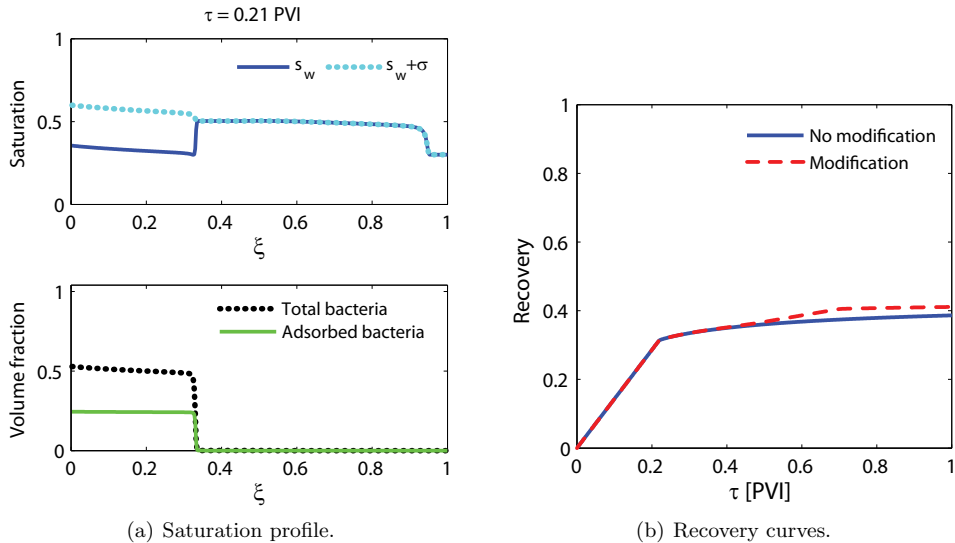 τ = 0.21 PVI
Saturation
1
0.5
0
s_w
s_w+σ
0 0.2 0.4 0.6 0.8 1
ξ
Volume fraction
1
0.5
0
Total bacteria
Adsorbed bacteria
0 0.2 0.4 0.6 0.8 1
ξ
(a) Saturation profile.
Recovery
1
0.8
0.6
0.4
0.2
0
No modification
Modification
0 0.2 0.4 0.6 0.8 1
τ [PVI]
(b) Recovery curves.